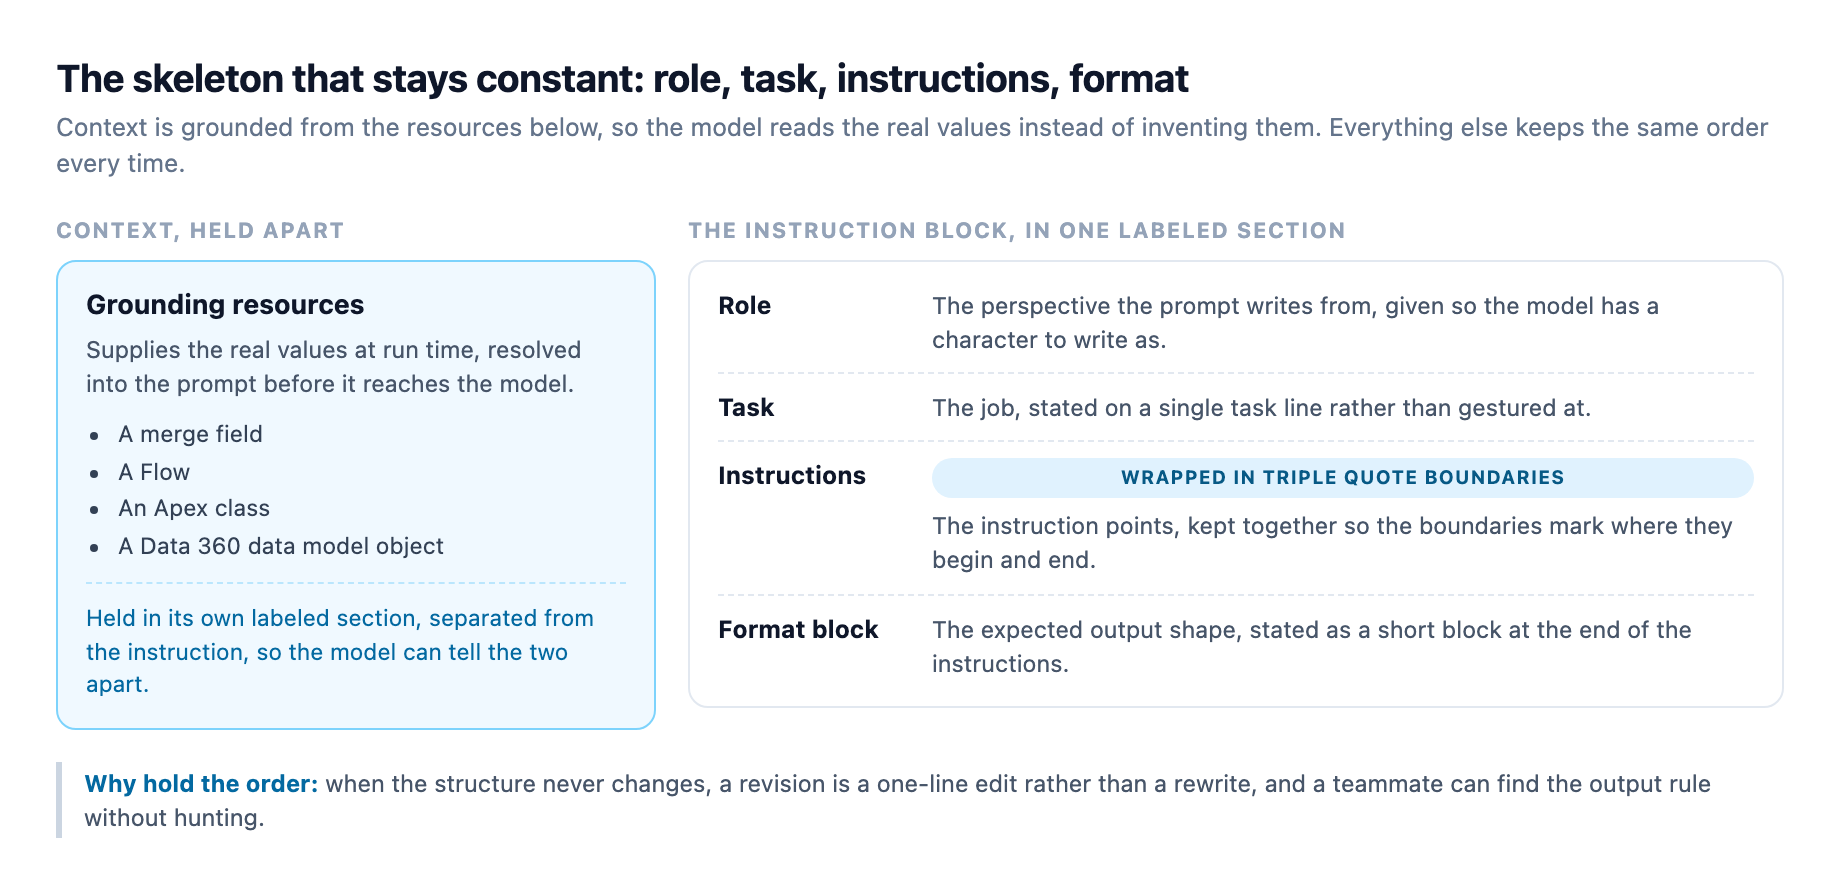 The skeleton that stays constant: role, task, instructions, format
Context is grounded from the resources below, so the model reads the real values instead of inventing them. Everything else keeps the same order
every time.
CONTEXT, HELD APART
Grounding resources
Supplies the real values at run time, resolved
into the prompt before it reaches the model.
• A merge field
• A Flow
• An Apex class
• A Data 360 data model object
Held in its own labeled section, separated from
the instruction, so the model can tell the two
apart.
THE INSTRUCTION BLOCK, IN ONE LABELED SECTION
Role
The perspective the prompt writes from, given so the model has a
character to write as.
Task
The job, stated on a single task line rather than gestured at.
Instructions
WRAPPED IN TRIPLE QUOTE BOUNDARIES
The instruction points, kept together so the boundaries mark where they
begin and end.
Format block
The expected output shape, stated as a short block at the end of the
instructions.
Why hold the order: when the structure never changes, a revision is a one-line edit rather than a rewrite, and a teammate can find the output rule
without hunting.